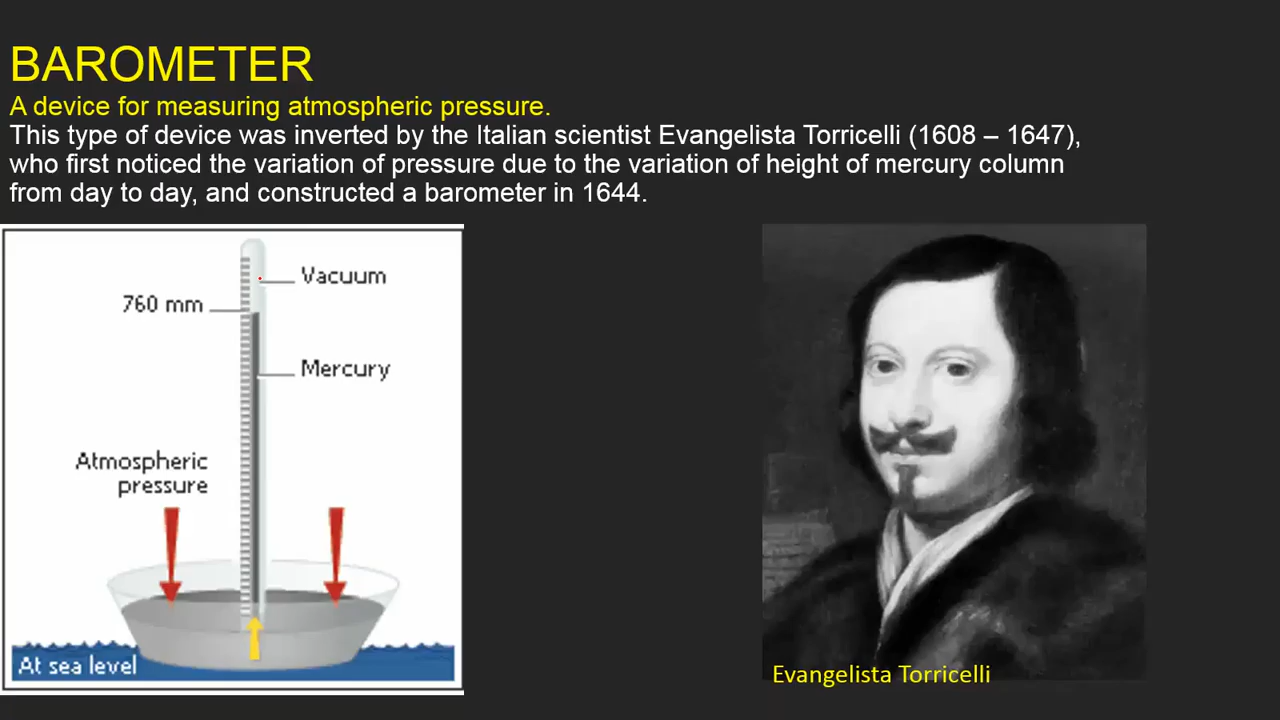 BAROMETER
A device for measuring atmospheric pressure.
This type of device was inverted by the Italian scientist Evangelista Torricelli (1608 – 1647),
who first noticed the variation of pressure due to the variation of height of mercury column
from day to day, and constructed a barometer in 1644.
Vacuum
760 mm
Mercury
Atmospheric
pressure
At sea level
Evangelista Torricelli